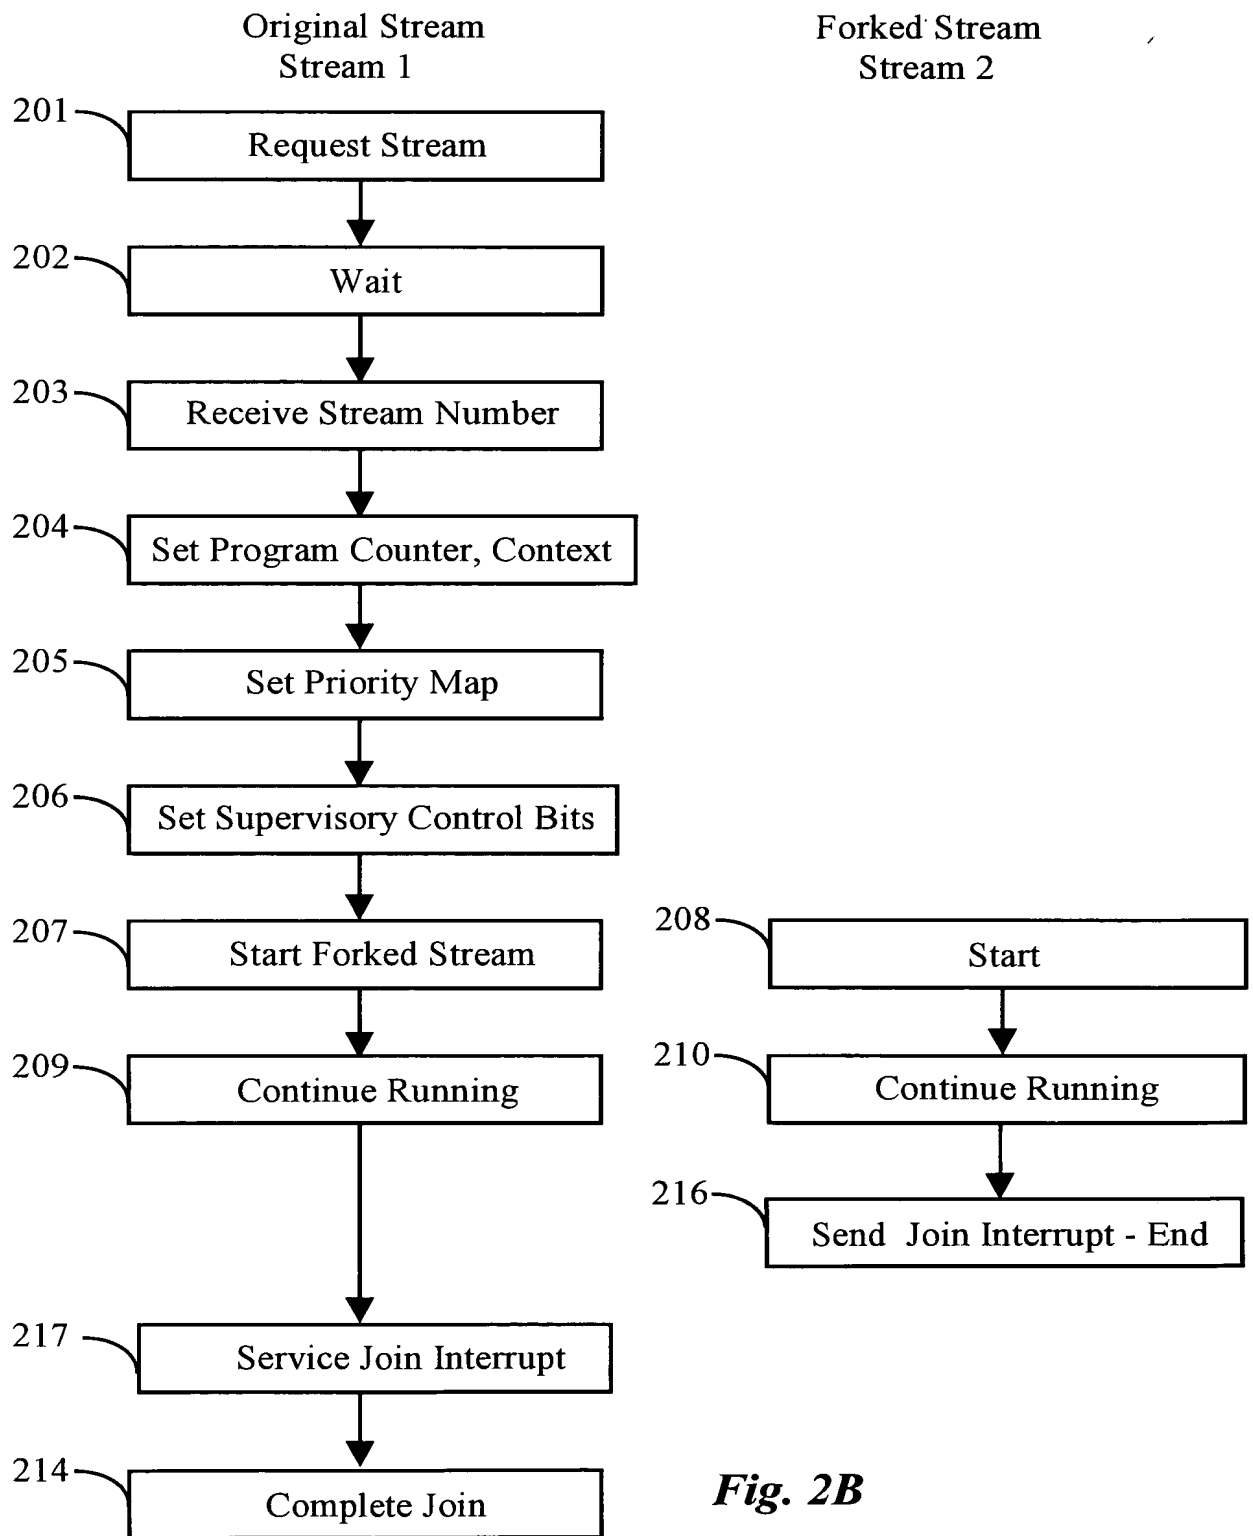 Original Stream
Stream 1
Forked Stream
Stream 2
201
Request Stream
202
Wait
203
Receive Stream Number
204
Set Program Counter, Context
205
Set Priority Map
206
Set Supervisory Control Bits
207
Start Forked Stream
208
Start
209
Continue Running
210
Continue Running
216
Send Join Interrupt - End
217
Service Join Interrupt
214
Complete Join
Fig. 2B